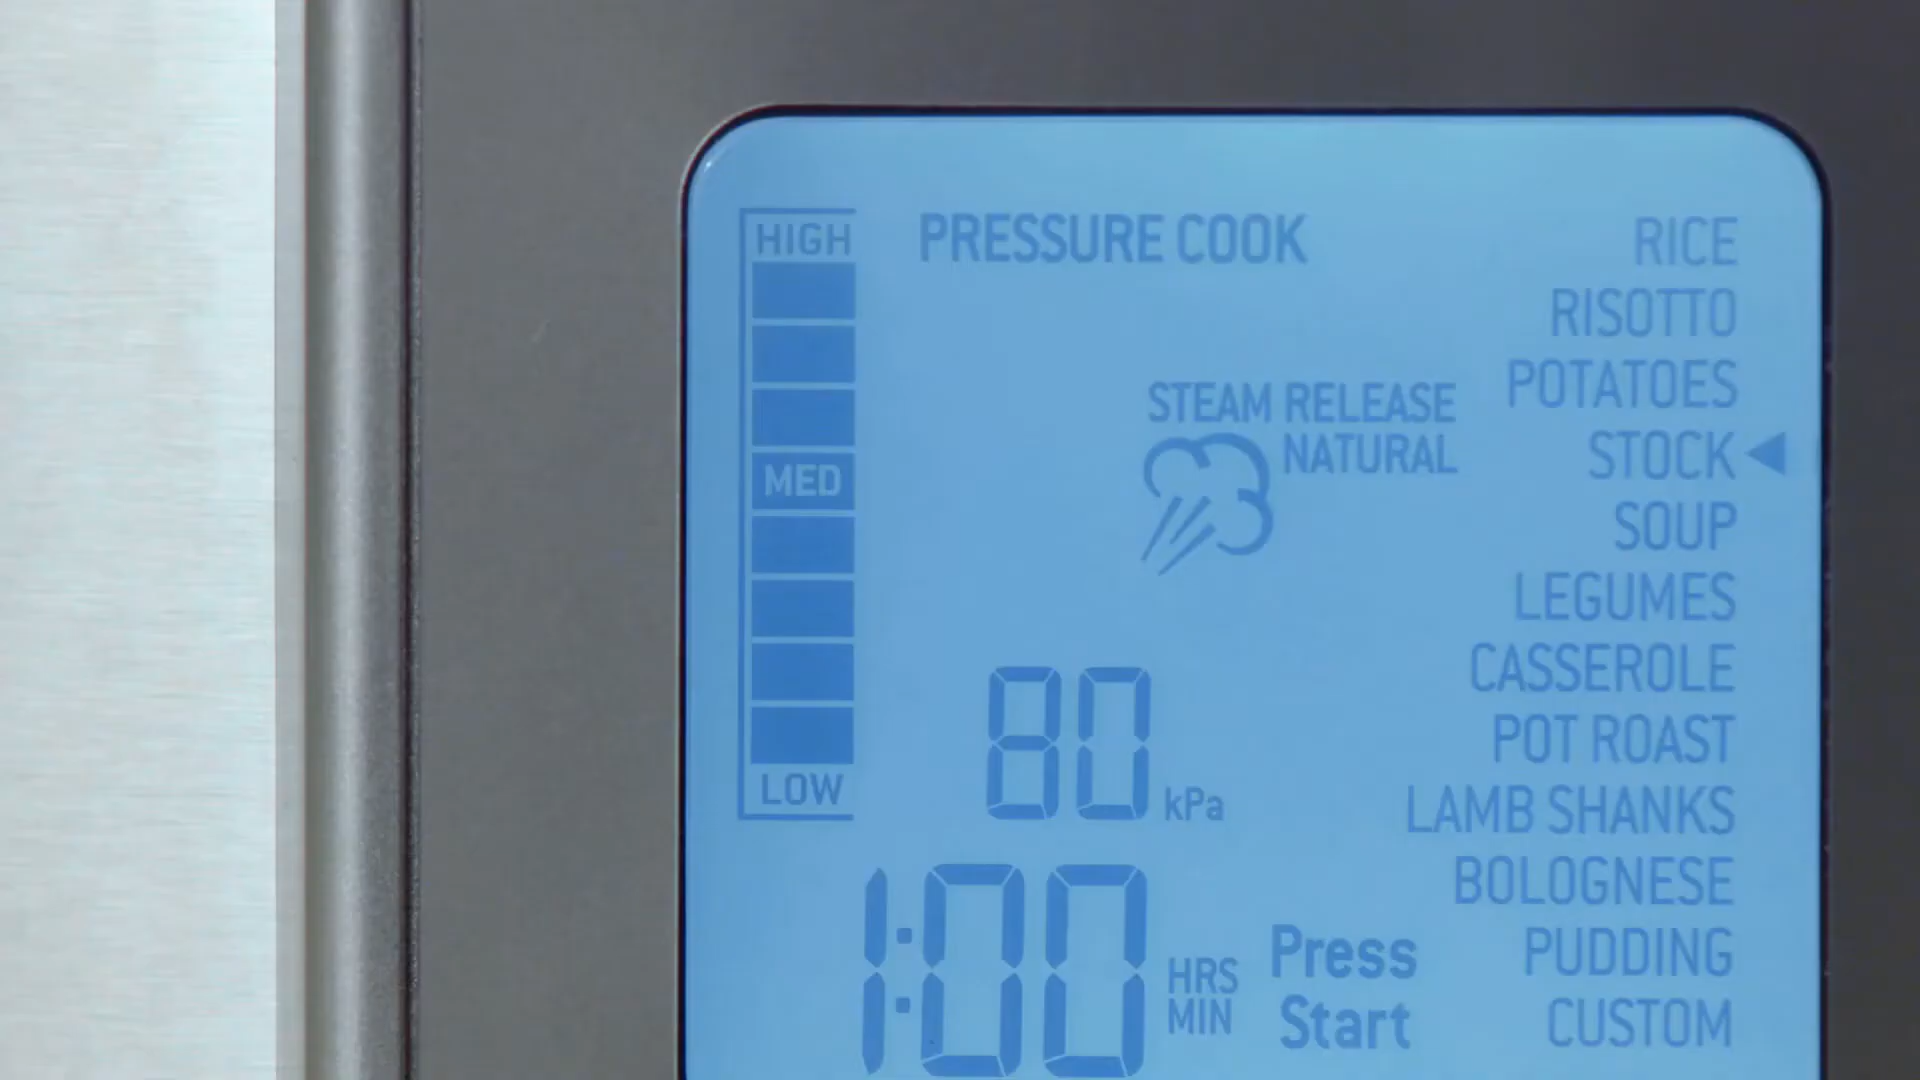 HIGH
MED
LOW
PRESSURE COOK
STEAM RELEASE
NATURAL
80 kPa
1:00 HRS MIN
Press
Start
RICE
RISOTTO
POTATOES
STOCK
SOUP
LEGUMES
CASSEROLE
POT ROAST
LAMB SHANKS
BOLOGNESE
PUDDING
CUSTOM